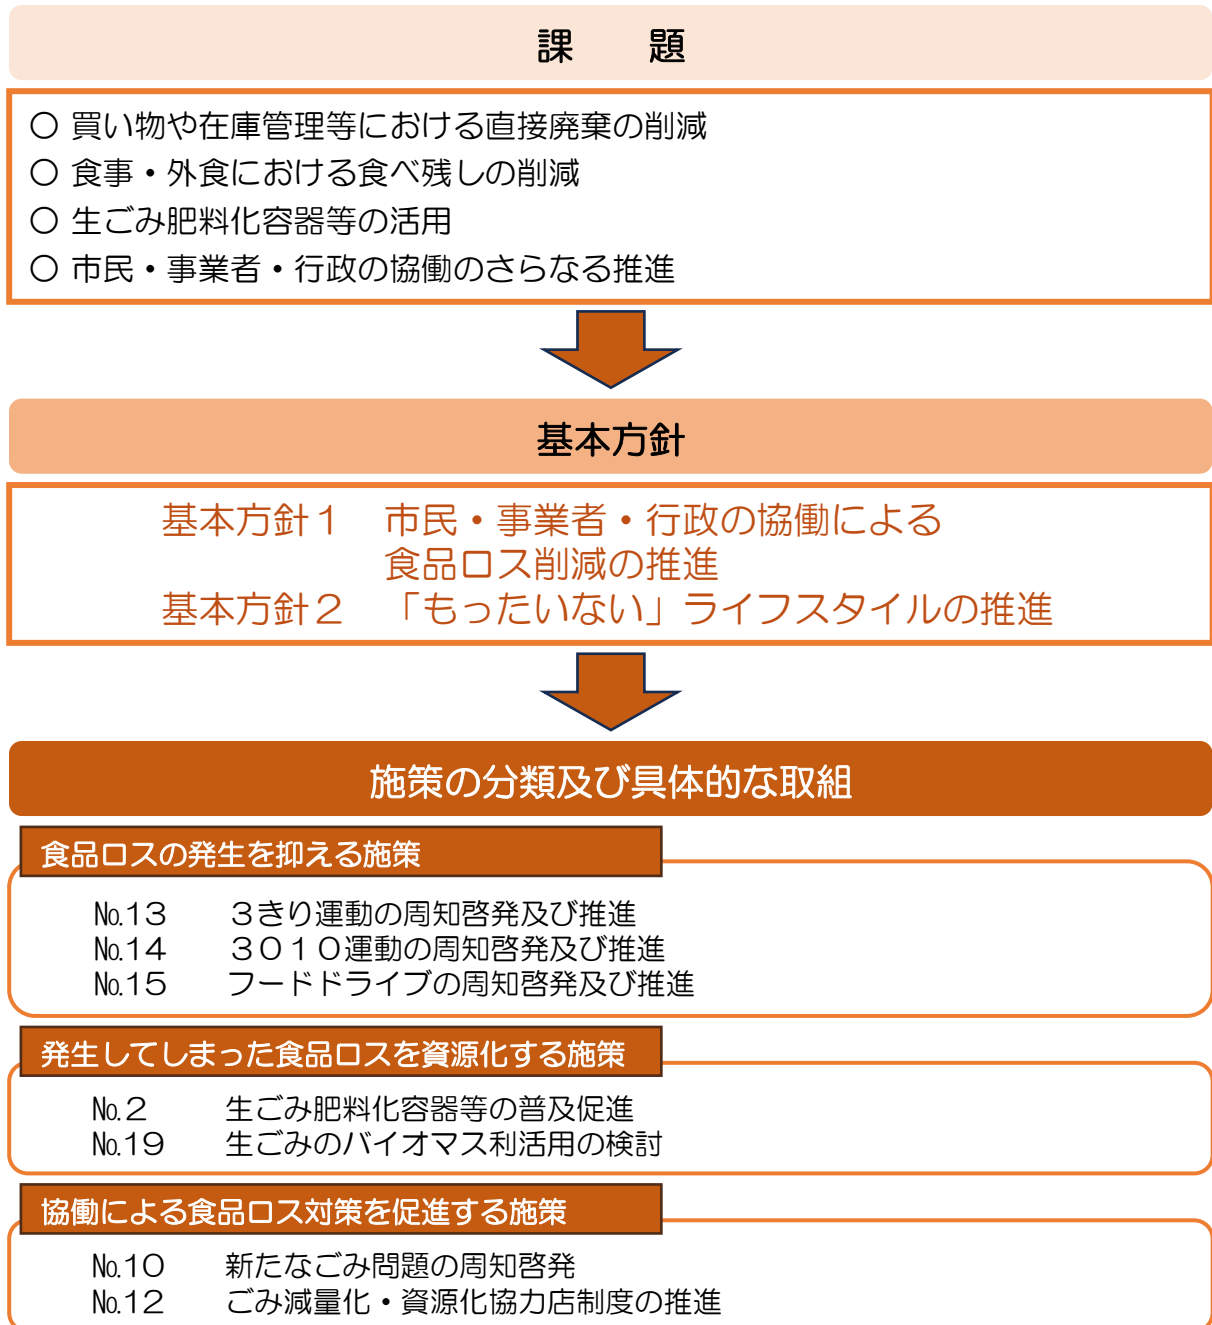 課　題
○ 買い物や在庫管理等における直接廃棄の削減
○ 食事・外食における食べ残しの削減
○ 生ごみ肥料化容器等の活用
○ 市民・事業者・行政の協働のさらなる推進
基本方針
基本方針１　市民・事業者・行政の協働による
食品ロス削減の推進
基本方針２　「もったいない」ライフスタイルの推進
施策の分類及び具体的な取組
食品ロスの発生を抑える施策
№13　３きり運動の周知啓発及び推進
№14　３０１０運動の周知啓発及び推進
№15　フードドライブの周知啓発及び推進
発生してしまった食品ロスを資源化する施策
№２　生ごみ肥料化容器等の普及促進
№19　生ごみのバイオマス利活用の検討
協働による食品ロス対策を促進する施策
№10　新たなごみ問題の周知啓発
№12　ごみ減量化・資源化協力店制度の推進